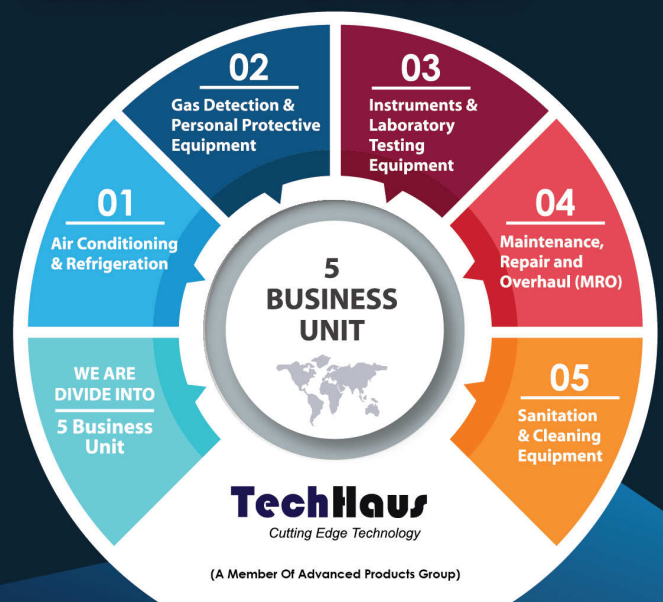 01
Air Conditioning
& Refrigeration
02
Gas Detection &
Personal Protective
Equipment
03
Instruments &
Laboratory
Testing
Equipment
04
Maintenance,
Repair and
Overhaul (MRO)
05
Sanitation
& Cleaning
Equipment
WE ARE
DIVIDE INTO
5 Business
Unit
5
BUSINESS
UNIT
TechHaus
Cutting Edge Technology
(A Member Of Advanced Products Group)